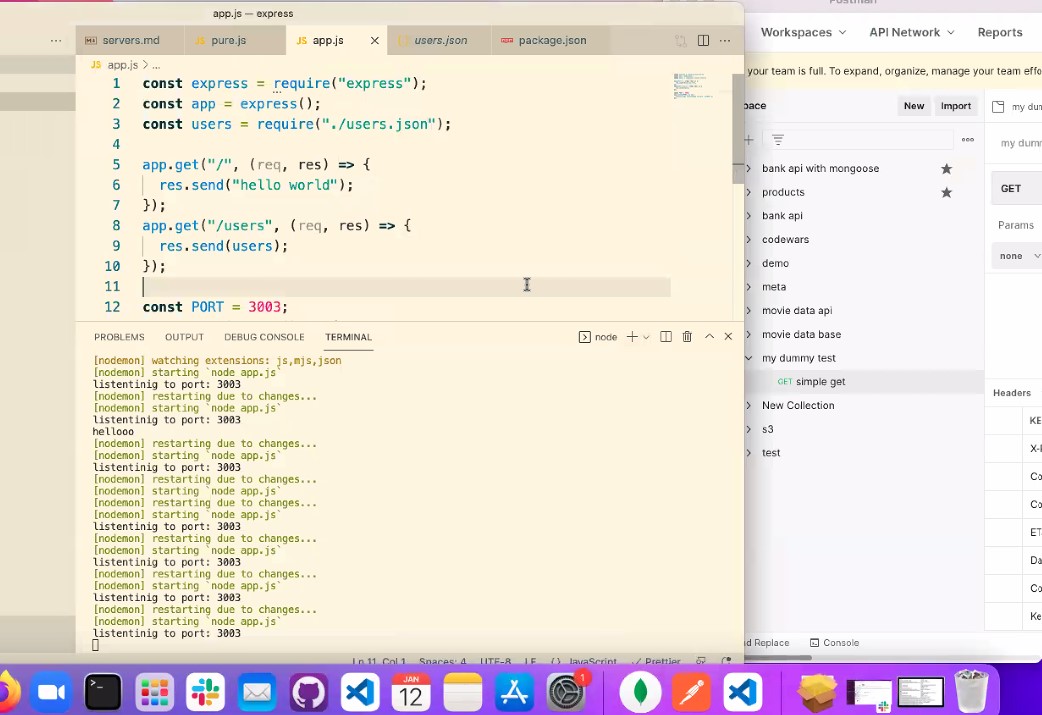 app.js — express
Postman
... servers.md pure.js JS app.js users.json package.json ...
JS app.js > ...
1 const express = require("express");
2 const app = express();
3 const users = require("./users.json");
4
5 app.get("/", (req, res) => {
6 res.send("hello world");
7 });
8 app.get("/users", (req, res) => {
9 res.send(users);
10 });
11
12 const PORT = 3003;
PROBLEMS OUTPUT DEBUG CONSOLE TERMINAL node
[nodemon] watching extensions: js,mjs,json
[nodemon] starting `node app.js`
listentinig to port: 3003
[nodemon] restarting due to changes...
[nodemon] starting `node app.js`
listentinig to port: 3003
hellooo
[nodemon] restarting due to changes...
[nodemon] starting `node app.js`
listentinig to port: 3003
[nodemon] restarting due to changes...
[nodemon] starting `node app.js`
[nodemon] restarting due to changes...
[nodemon] starting `node app.js`
listentinig to port: 3003
[nodemon] restarting due to changes...
[nodemon] starting `node app.js`
listentinig to port: 3003
[nodemon] restarting due to changes...
[nodemon] starting `node app.js`
listentinig to port: 3003
[nodemon] restarting due to changes...
[nodemon] starting `node app.js`
listentinig to port: 3003
Ln 11, Col 1 Spaces: 4 UTF-8 LF {} JavaScript Prettier
Workspaces API Network Reports
your team is full. To expand, organize, manage your team effo
pace New Import my dum
my dumm
bank api with mongoose
products
bank api
codewars
demo
meta
movie data api
movie data base
my dummy test
GET simple get
New Collection
s3
test
GET
Params
none
Headers
KE
X-
Co
Co
ET
Da
Co
Ke
d Replace Console
JAN
12
1